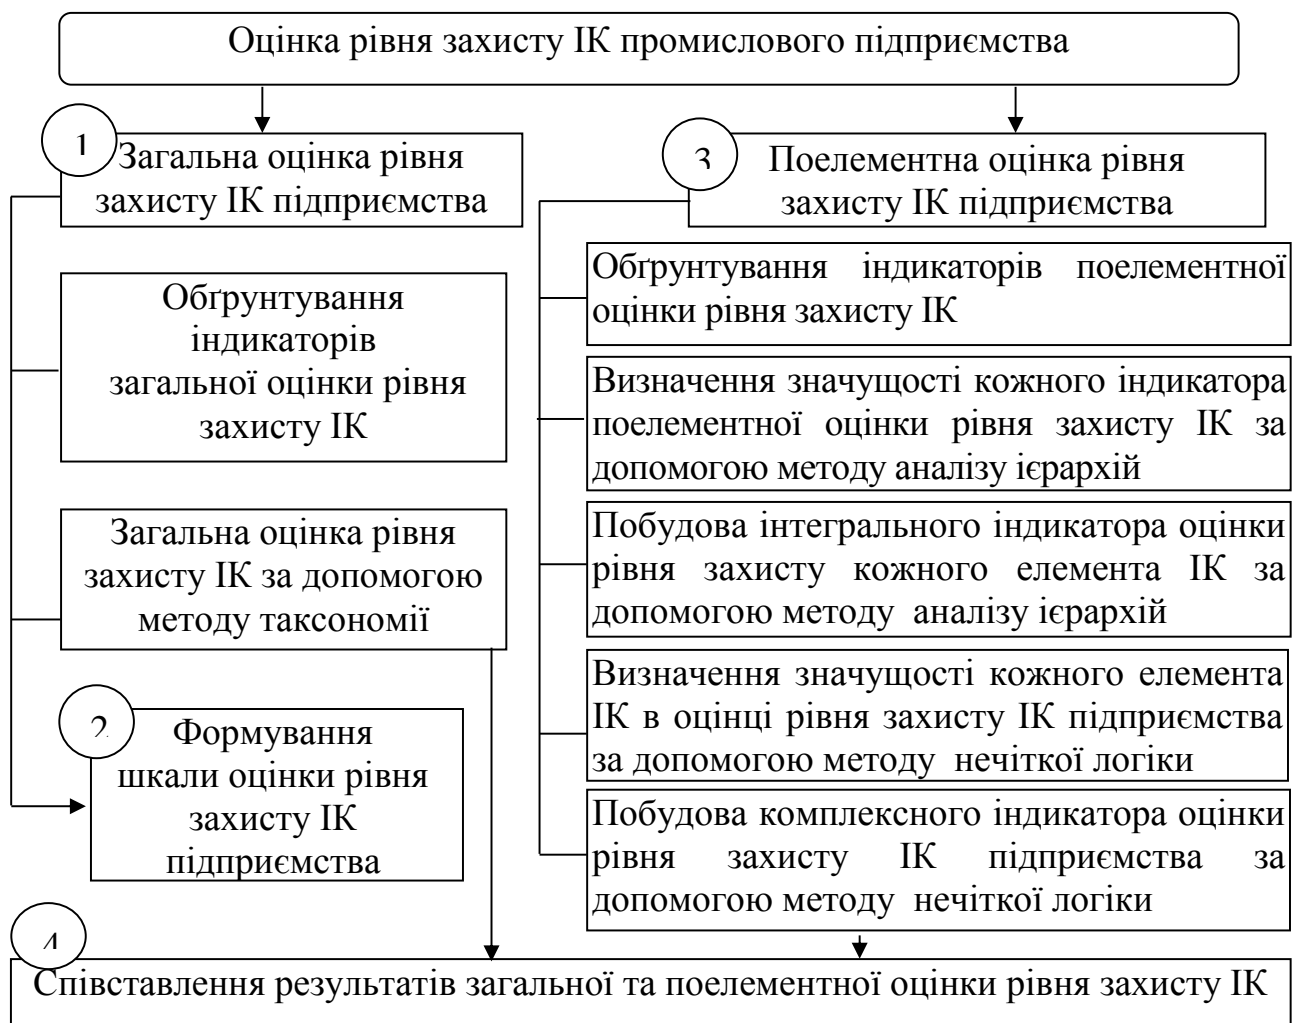 Оцінка рівня захисту ІК промислового підприємства
1
Загальна оцінка рівня
захисту ІК підприємства
Обґрунтування
індикаторів
загальної оцінки рівня
захисту ІК
Загальна оцінка рівня
захисту ІК за допомогою
методу таксономії
2
Формування
шкали оцінки рівня
захисту ІК
підприємства
3
Поелементна оцінка рівня
захисту ІК підприємства
Обґрунтування індикаторів поелементної
оцінки рівня захисту ІК
Визначення значущості кожного індикатора
поелементної оцінки рівня захисту ІК за
допомогою методу аналізу ієрархій
Побудова інтегрального індикатора оцінки
рівня захисту кожного елемента ІК за
допомогою методу аналізу ієрархій
Визначення значущості кожного елемента
ІК в оцінці рівня захисту ІК підприємства
за допомогою методу нечіткої логіки
Побудова комплексного індикатора оцінки
рівня захисту ІК підприємства за
допомогою методу нечіткої логіки
4
Співставлення результатів загальної та поелементної оцінки рівня захисту ІК